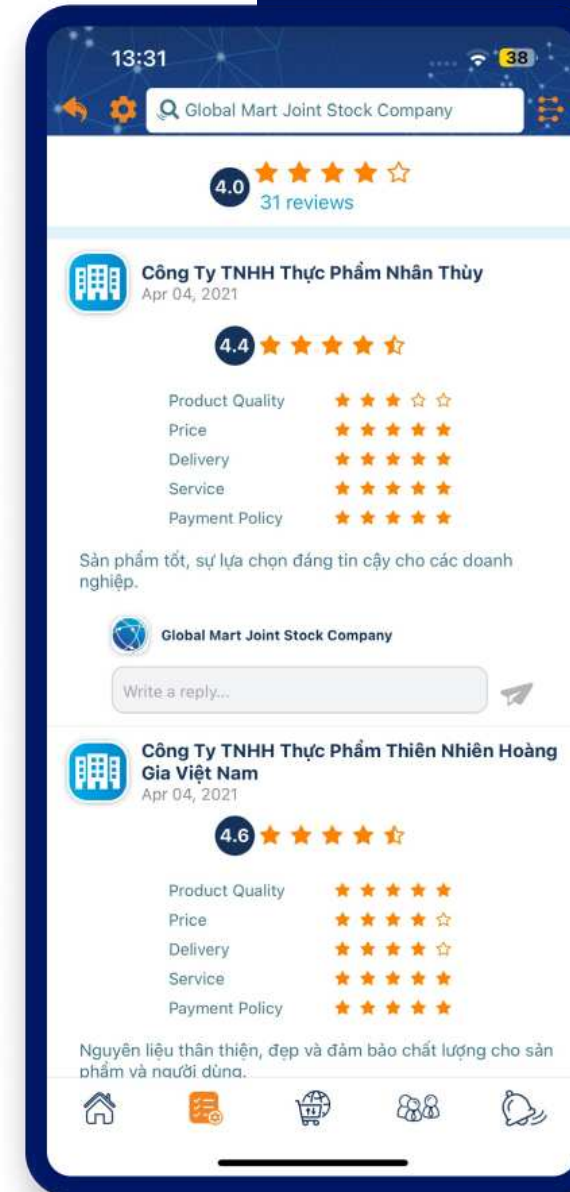 13:31
38
Global Mart Joint Stock Company
4.0
31 reviews
Công Ty TNHH Thực Phẩm Nhân Thùy
Apr 04, 2021
4.4
Product Quality
Price
Delivery
Service
Payment Policy
Sản phẩm tốt, sự lựa chọn đáng tin cậy cho các doanh
nghiệp.
Global Mart Joint Stock Company
Write a reply...
Công Ty TNHH Thực Phẩm Thiên Nhiên Hoàng
Gia Việt Nam
Apr 04, 2021
4.6
Product Quality
Price
Delivery
Service
Payment Policy
Nguyên liệu thân thiện, đẹp và đảm bảo chất lượng cho sản
phẩm và người dùng.